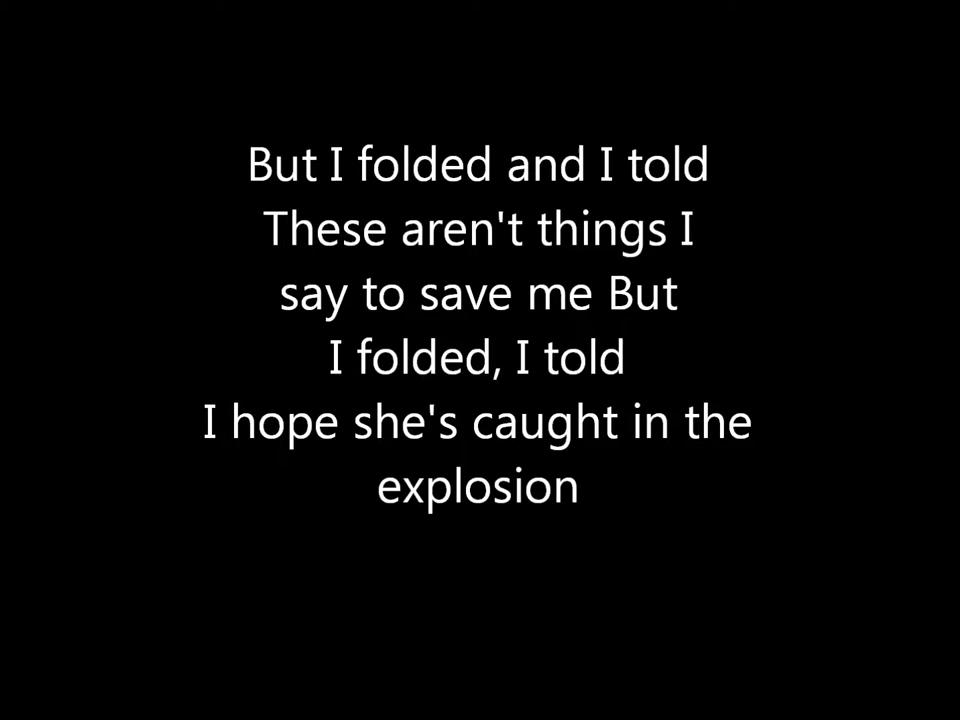 But I folded and I told
These aren't things I
say to save me But
I folded, I told
I hope she's caught in the
explosion